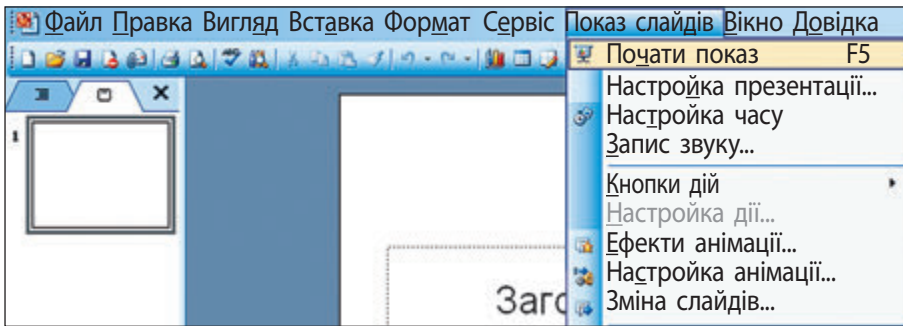 Файл Правка Вигляд Вставка Формат Сервіс Показ слайдів Вікно Довідка
Почати показ F5
Настройка презентації...
Настройка часу
Запис звуку...
Кнопки дій
Настройка дії...
Ефекти анімації...
Настройка анімації...
Зміна слайдів...
1
Заго